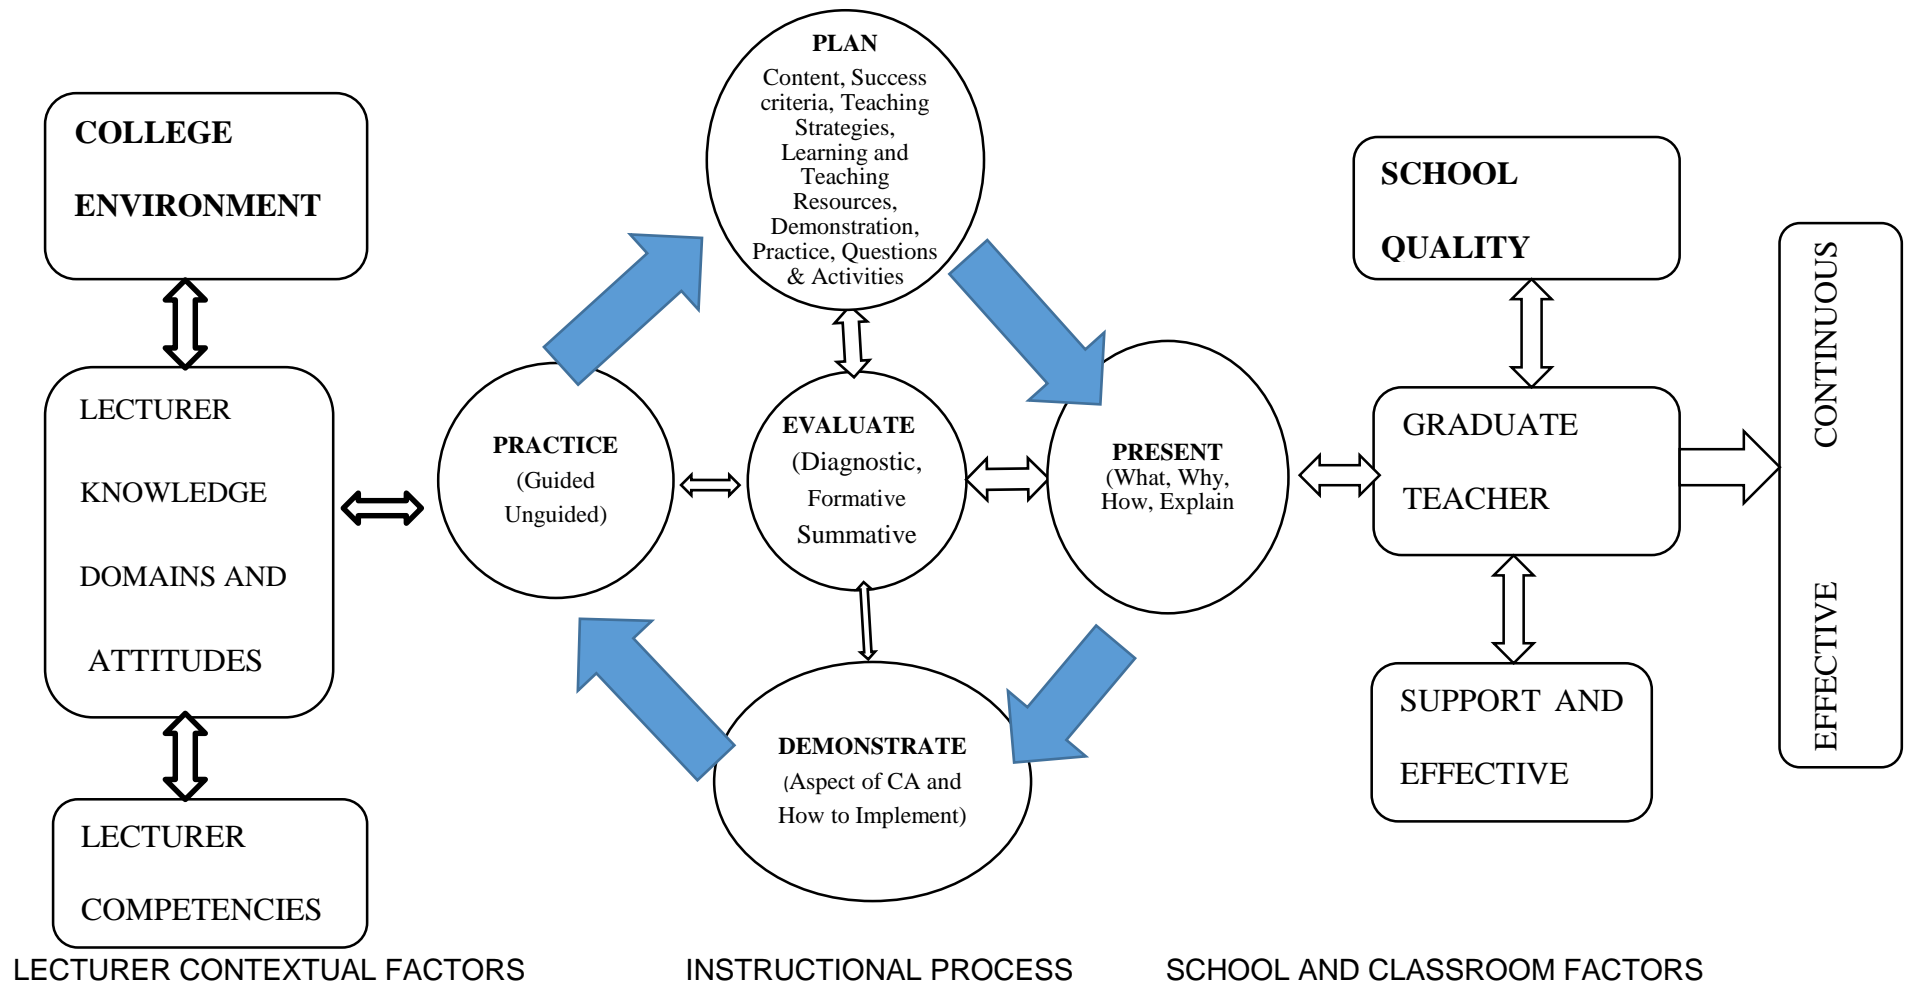 COLLEGE
ENVIRONMENT
LECTURER
KNOWLEDGE
DOMAINS AND
ATTITUDES
LECTURER
COMPETENCIES
LECTURER CONTEXTUAL FACTORS
PLAN
Content, Success
criteria, Teaching
Strategies,
Learning and
Teaching
Resources,
Demonstration,
Practice, Questions
& Activities
PRACTICE
(Guided
Unguided)
EVALUATE
(Diagnostic,
Formative
Summative
PRESENT
(What, Why,
How, Explain
DEMONSTRATE
(Aspect of CA and
How to Implement)
INSTRUCTIONAL PROCESS
SCHOOL
QUALITY
GRADUATE
TEACHER
SUPPORT AND
EFFECTIVE
EFFECTIVE CONTINUOUS
SCHOOL AND CLASSROOM FACTORS